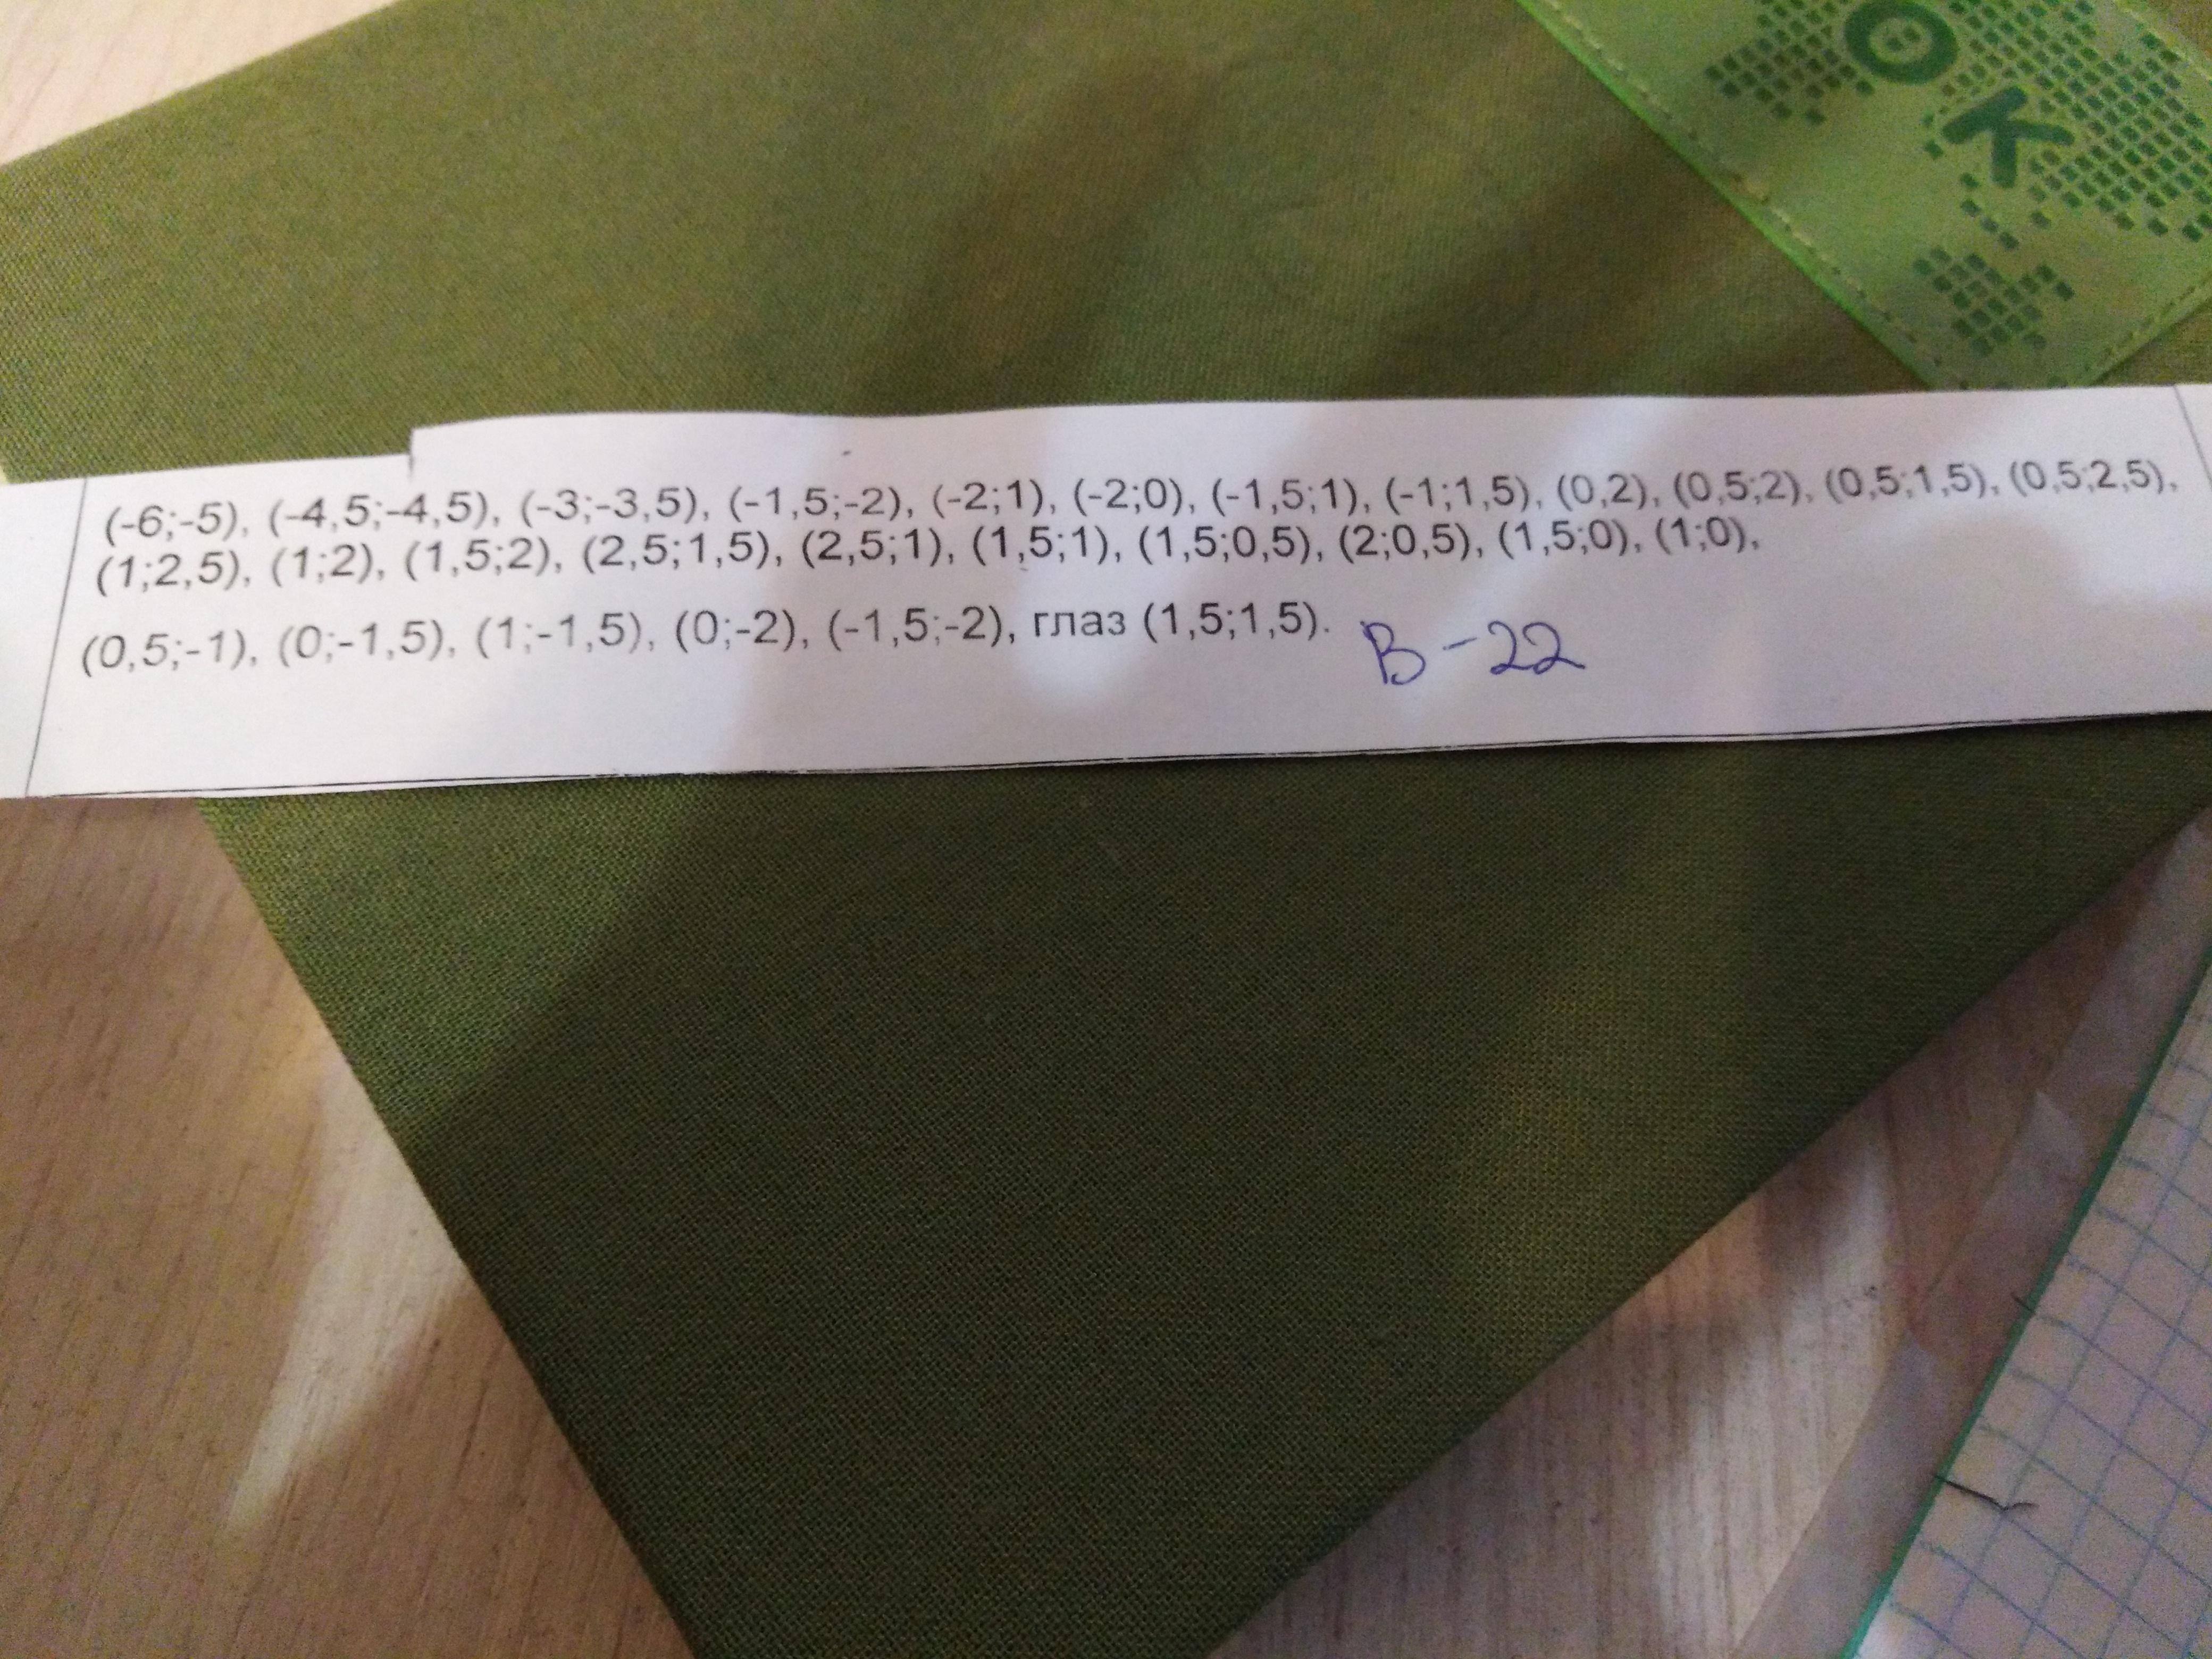 ОК
(-6;-5), (-4,5;-4,5), (-3;-3,5), (-1,5;-2), (-2;1), (-2;0), (-1,5;1), (-1;1,5), (0,2), (0,5;2), (0,5;1,5), (0,5;2,5),
(1;2,5), (1;2), (1,5;2), (2,5;1,5), (2,5;1), (1,5;1), (1,5;0,5), (2;0,5), (1,5;0), (1;0),
(0,5;-1), (0;-1,5), (1;-1,5), (0;-2), (-1,5;-2), глаз (1,5;1,5).
В-22